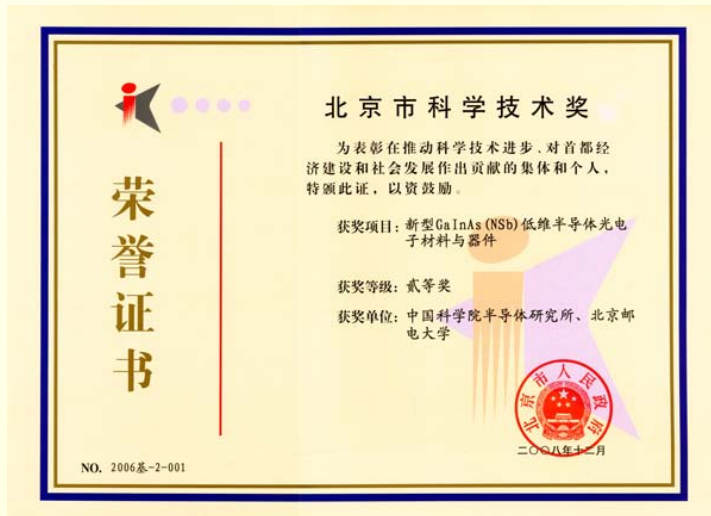 北京市科学技术奖
为表彰在推动科学技术进步、对首都经
济建设和社会发展作出贡献的集体和个人，
特颁此证，以资鼓励。
荣誉证书
获奖项目：新型GaInAs(NSb)低维半导体光电
子材料与器件
获奖等级：贰等奖
获奖单位：中国科学院半导体研究所、北京邮
电大学
北京市人民政府
二〇〇八年十二月
NO. 2006基-2-001